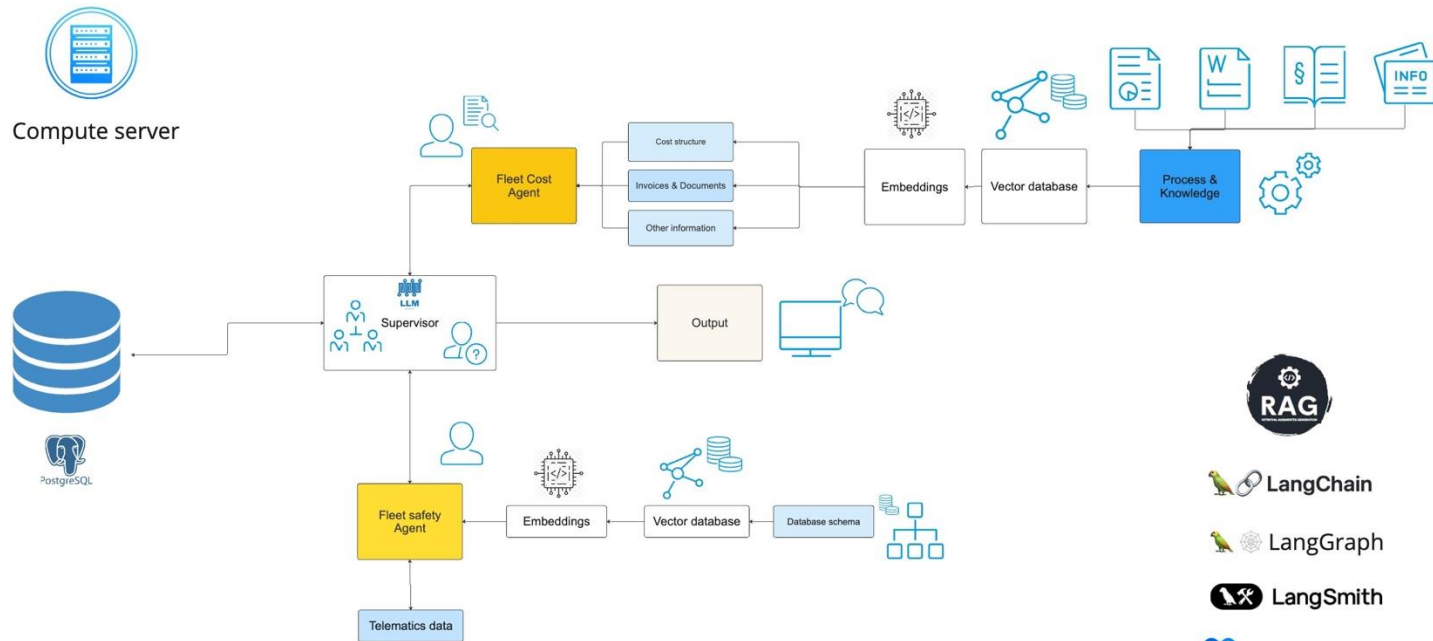 Compute server
W
§
INFO
Cost structure
Fleet Cost
Agent
Invoices & Documents
Embeddings
Vector database
Process &
Knowledge
Other information
LLM
Supervisor
?
Output
RAG
PostgreSQL
LangChain
Fleet safety
Agent
Embeddings
Vector database
Database schema
LangGraph
LangSmith
Telematics data